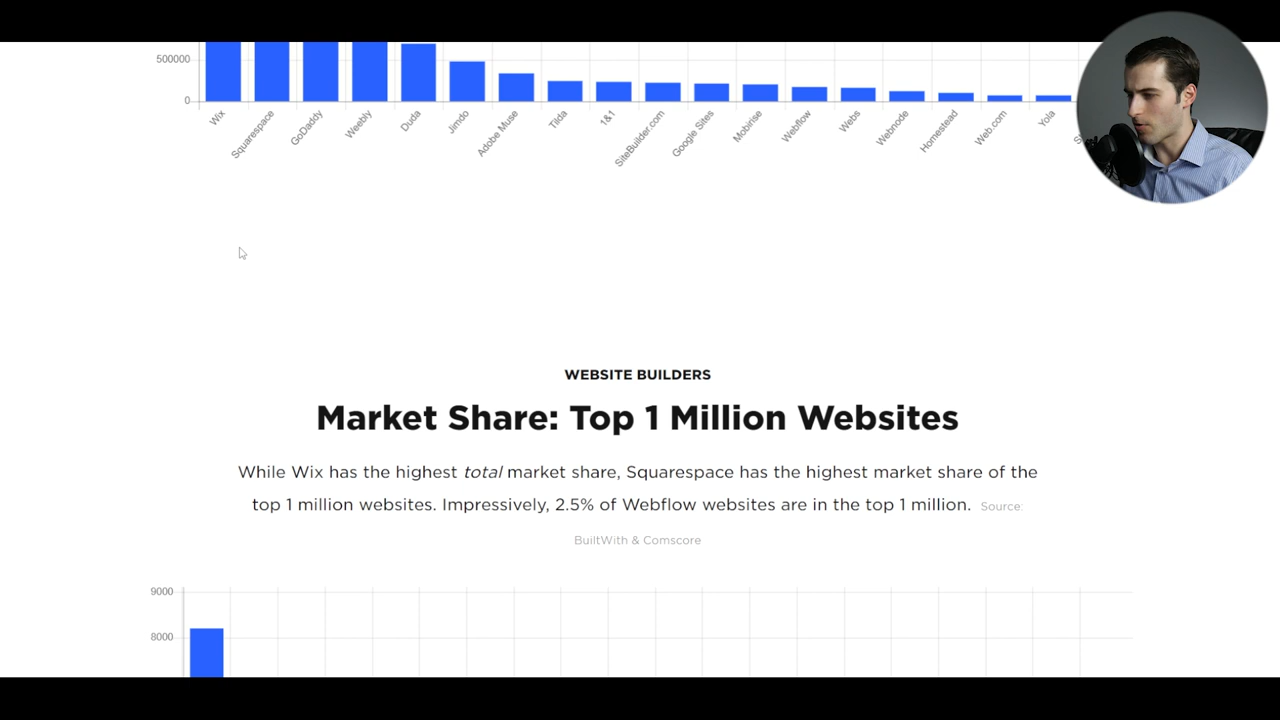 500000
0
Wix
Squarespace
GoDaddy
Weebly
Duda
Jimdo
Adobe Muse
Tilda
1&1
SiteBuilder.com
Google Sites
Mobirise
Webflow
Webs
Webnode
Homestead
Web.com
Yola
WEBSITE BUILDERS
Market Share: Top 1 Million Websites
While Wix has the highest total market share, Squarespace has the highest market share of the
top 1 million websites. Impressively, 2.5% of Webflow websites are in the top 1 million. Source:
BuiltWith & Comscore
9000
8000